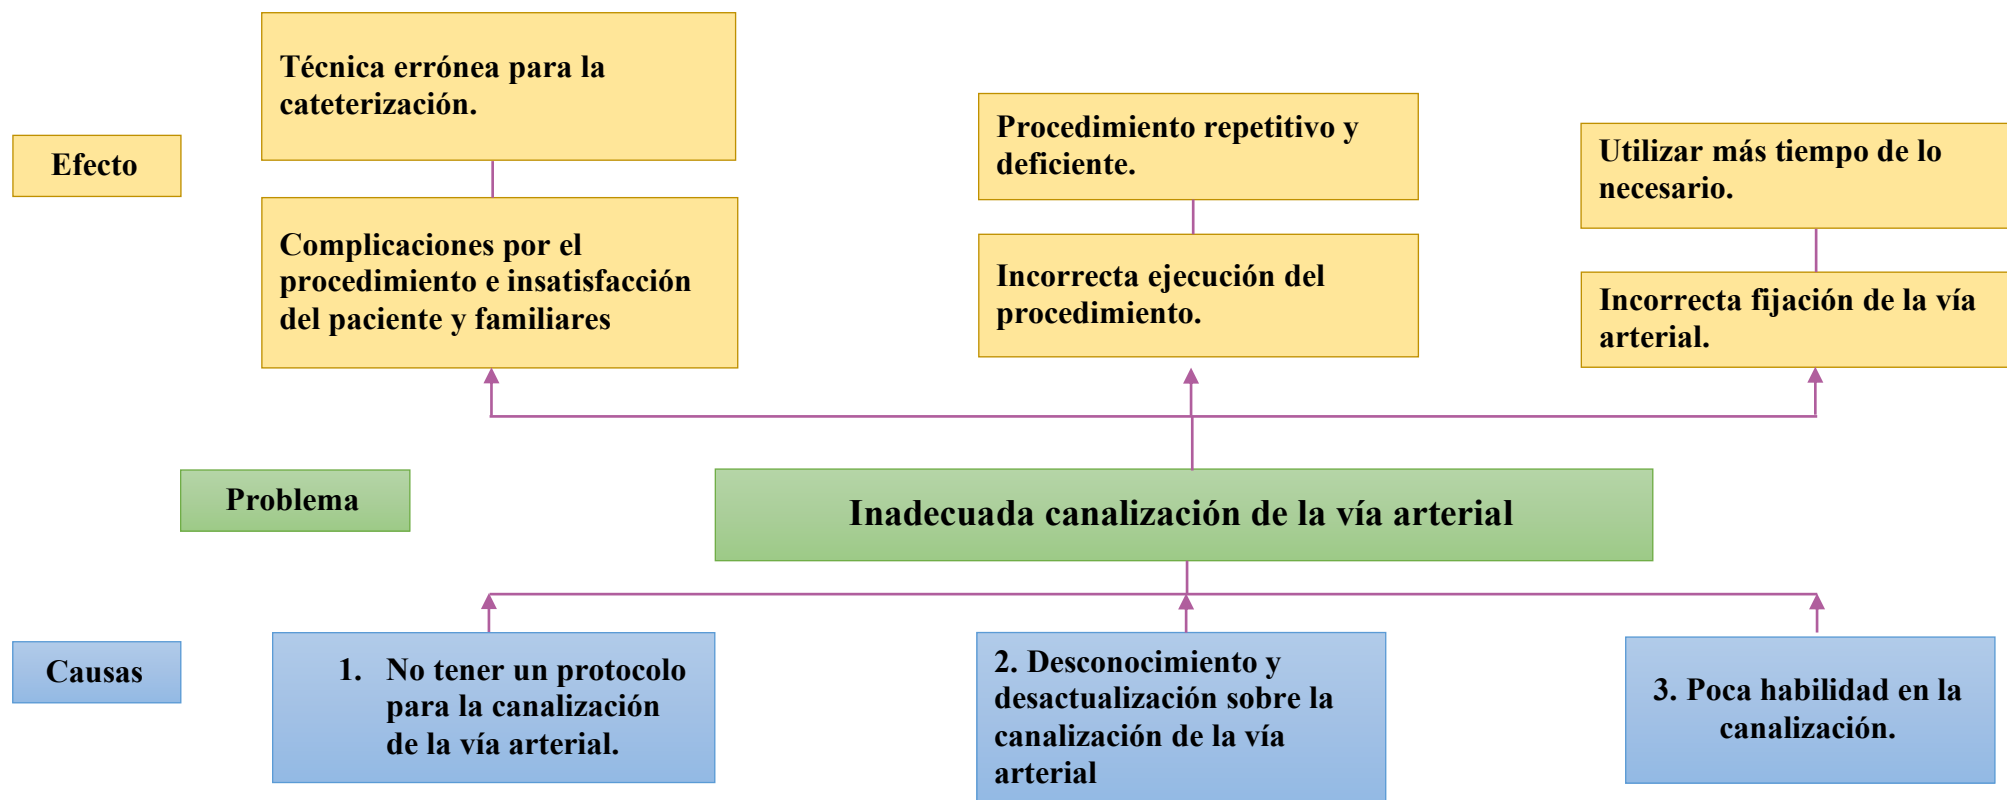 Técnica errónea para la
cateterización.
Procedimiento repetitivo y
deficiente.
Utilizar más tiempo de lo
necesario.
Efecto
Complicaciones por el
procedimiento e insatisfacción
del paciente y familiares
Incorrecta ejecución del
procedimiento.
Incorrecta fijación de la vía
arterial.
Problema
Inadecuada canalización de la vía arterial
Causas
1. No tener un protocolo
para la canalización
de la vía arterial.
2. Desconocimiento y
desactualización sobre la
canalización de la vía
arterial
3. Poca habilidad en la
canalización.